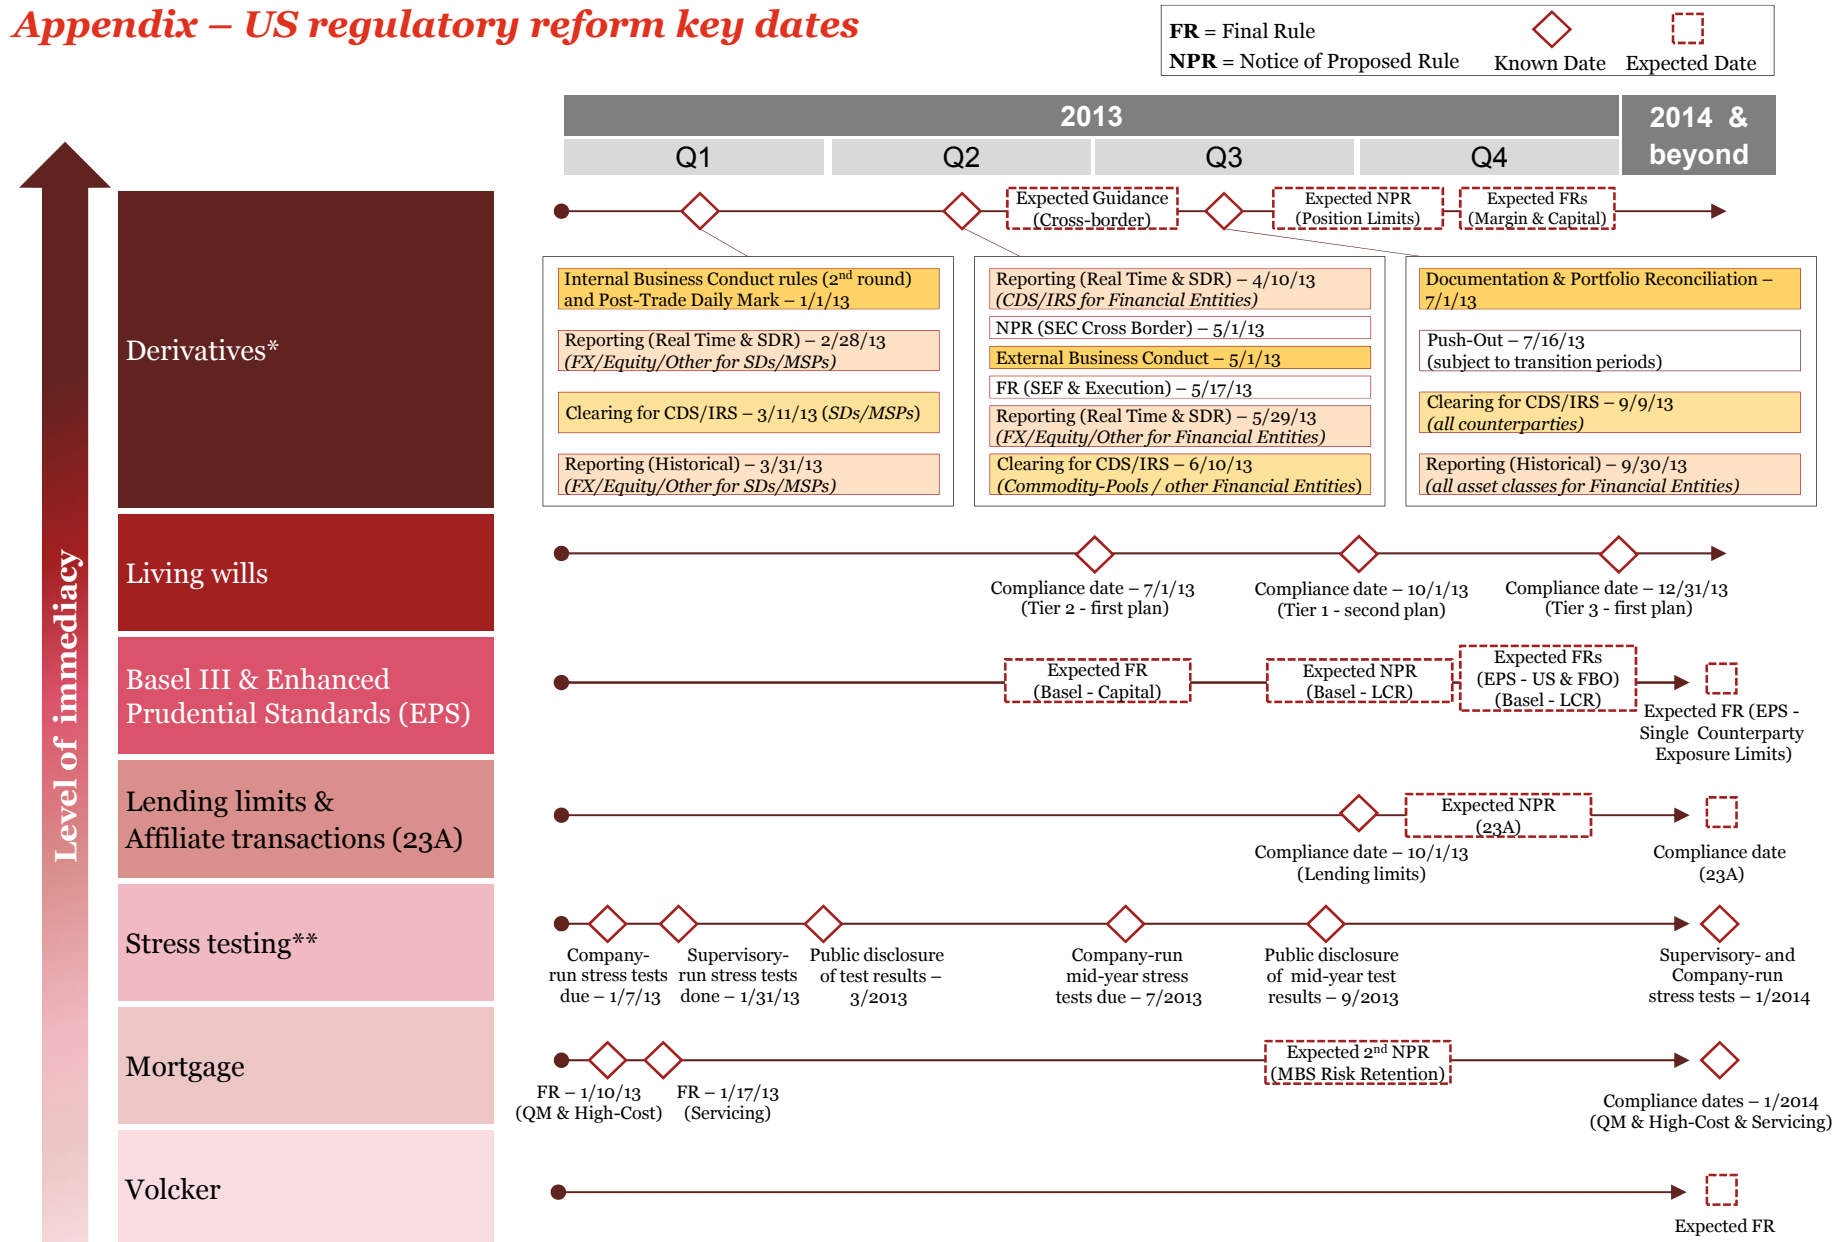 Appendix – US regulatory reform key dates
FR = Final Rule
NPR = Notice of Proposed Rule
Known Date
Expected Date
2013
2014 &
beyond
Q1
Q2
Q3
Q4
Level of immediacy
Derivatives*
Expected Guidance
(Cross-border)
Expected NPR
(Position Limits)
Expected FRs
(Margin & Capital)
Internal Business Conduct rules (2nd round)
and Post-Trade Daily Mark – 1/1/13
Reporting (Real Time & SDR) – 2/28/13
(FX/Equity/Other for SDs/MSPs)
Clearing for CDS/IRS – 3/11/13 (SDs/MSPs)
Reporting (Historical) – 3/31/13
(FX/Equity/Other for SDs/MSPs)
Reporting (Real Time & SDR) – 4/10/13
(CDS/IRS for Financial Entities)
NPR (SEC Cross Border) – 5/1/13
External Business Conduct – 5/1/13
FR (SEF & Execution) – 5/17/13
Reporting (Real Time & SDR) – 5/29/13
(FX/Equity/Other for Financial Entities)
Clearing for CDS/IRS – 6/10/13
(Commodity-Pools / other Financial Entities)
Documentation & Portfolio Reconciliation –
7/1/13
Push-Out – 7/16/13
(subject to transition periods)
Clearing for CDS/IRS – 9/9/13
(all counterparties)
Reporting (Historical) – 9/30/13
(all asset classes for Financial Entities)
Living wills
Compliance date – 7/1/13
(Tier 2 - first plan)
Compliance date – 10/1/13
(Tier 1 - second plan)
Compliance date – 12/31/13
(Tier 3 - first plan)
Basel III & Enhanced
Prudential Standards (EPS)
Expected FR
(Basel - Capital)
Expected NPR
(Basel - LCR)
Expected FRs
(EPS - US & FBO)
(Basel - LCR)
Expected FR (EPS -
Single Counterparty
Exposure Limits)
Lending limits &
Affiliate transactions (23A)
Compliance date – 10/1/13
(Lending limits)
Expected NPR
(23A)
Compliance date
(23A)
Stress testing**
Company-
run stress tests
due – 1/7/13
Supervisory-
run stress tests
done – 1/31/13
Public disclosure
of test results –
3/2013
Company-run
mid-year stress
tests due – 7/2013
Public disclosure
of mid-year test
results – 9/2013
Supervisory- and
Company-run
stress tests – 1/2014
Mortgage
FR – 1/10/13
(QM & High-Cost)
FR – 1/17/13
(Servicing)
Expected 2nd NPR
(MBS Risk Retention)
Compliance dates – 1/2014
(QM & High-Cost & Servicing)
Volcker
Expected FR